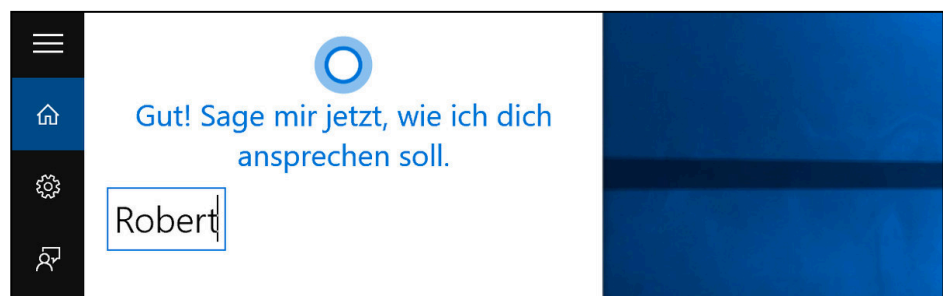 Gut! Sage mir jetzt, wie ich dich
ansprechen soll.
Robert